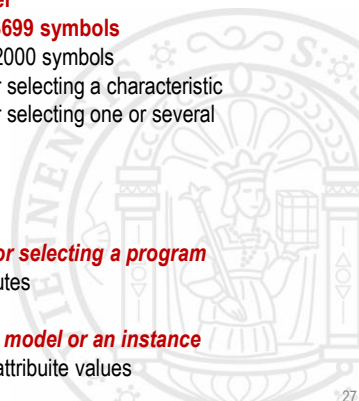 er
699 symbols
2000 symbols
r selecting a characteristic
r selecting one or several
or selecting a program
utes
model or an instance
attribuite values
27